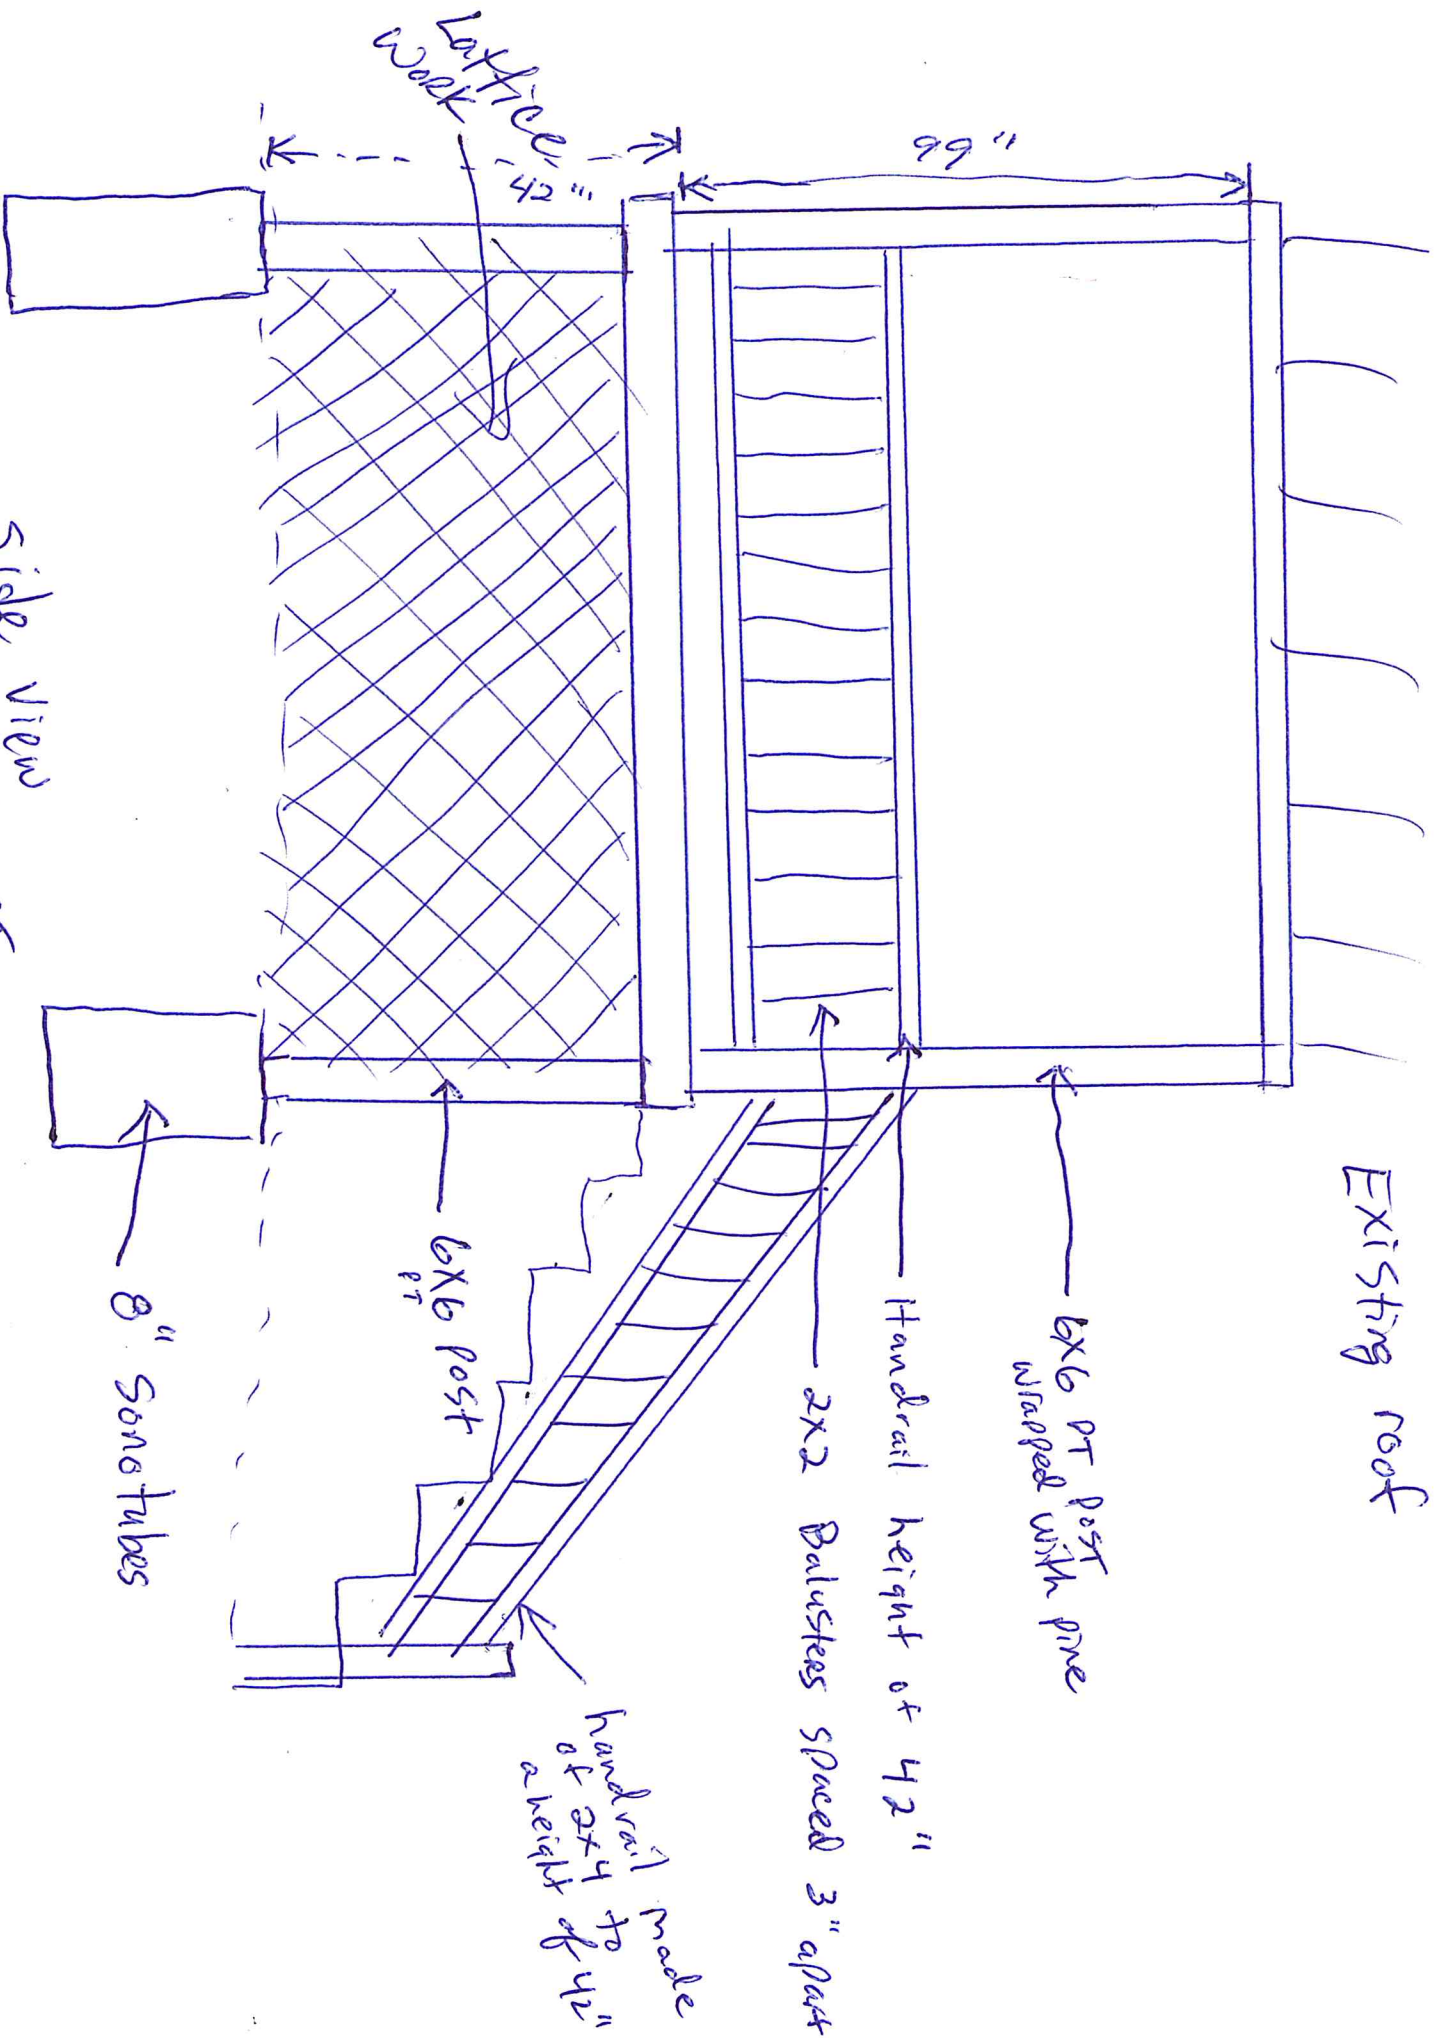 Existing roof
99"
6x6 PT Post
wrapped with pine
Handrail height of 42"
2x2 Balusters spaced 3" apart
handrail made
of 2x4 to
a height of 42"
42"
Lattice
WORK
6x6 Post
PT
8" Sonotubes
Side View